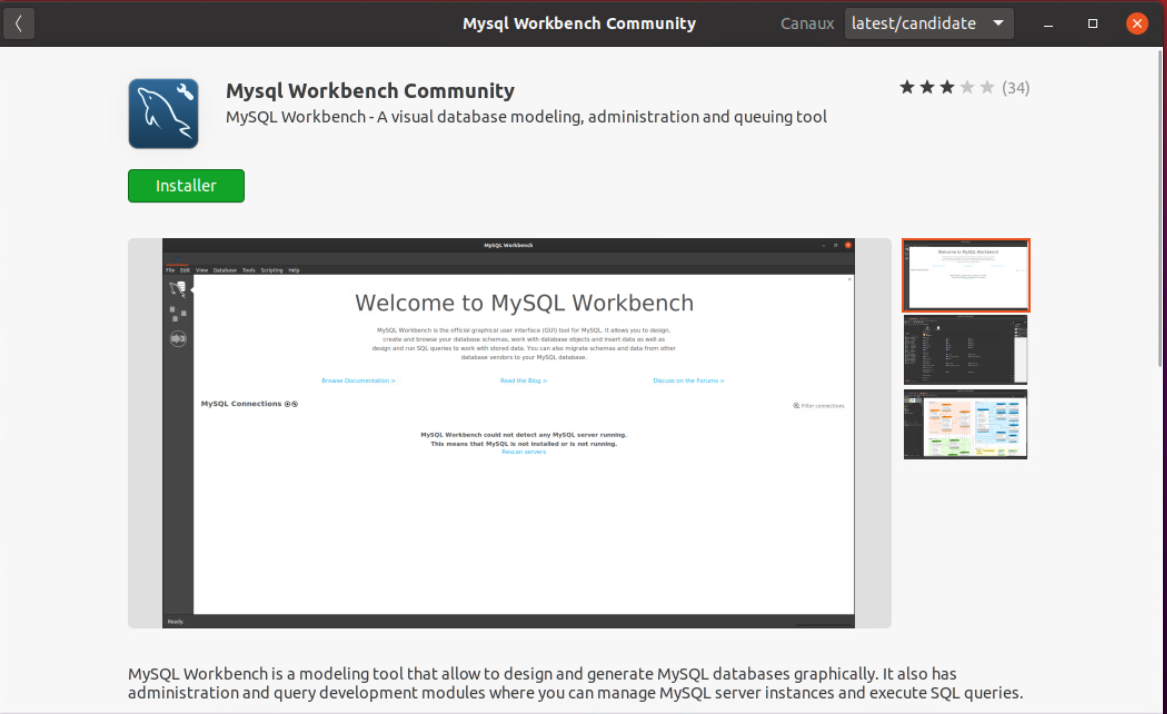 Mysql Workbench Community
Canaux
latest/candidate
Mysql Workbench Community
(34)
MySQL Workbench - A visual database modeling, administration and queuing tool
Installer
MySQL Workbench
File Edit View Database Tools Scripting Help
Welcome to MySQL Workbench
MySQL Workbench is the official graphical user interface (GUI) tool for MySQL. It allows you to design,
create and browse your database schemas, work with database objects and insert data as well as
design and run SQL queries to work with stored data. You can also migrate schemas and data from other
database vendors to your MySQL database.
Browse Documentation > Read the Blog > Discuss on the Forums >
MySQL Connections
Filter connections
MySQL Workbench could not detect any MySQL server running.
This means that MySQL is not installed or is not running.
Rescan servers
Ready.
MySQL Workbench is a modeling tool that allow to design and generate MySQL databases graphically. It also has
administration and query development modules where you can manage MySQL server instances and execute SQL queries.